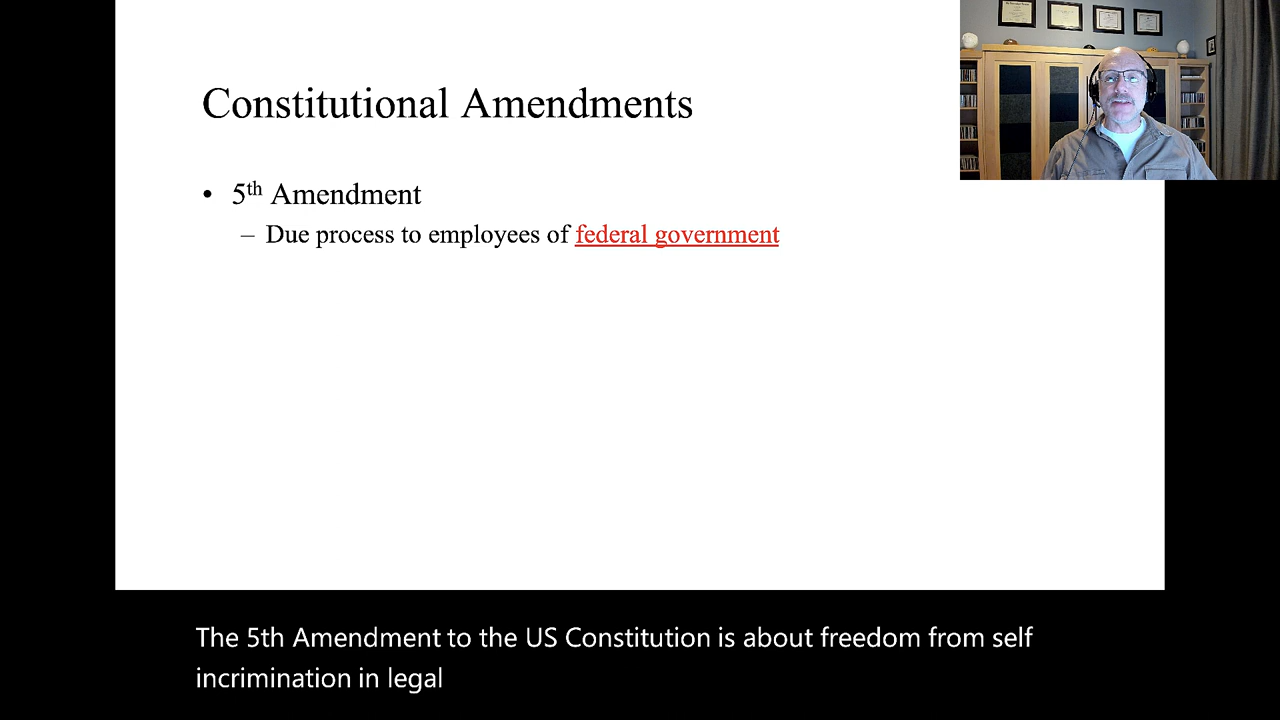 Constitutional Amendments
• 5th Amendment
– Due process to employees of federal government
The 5th Amendment to the US Constitution is about freedom from self
incrimination in legal